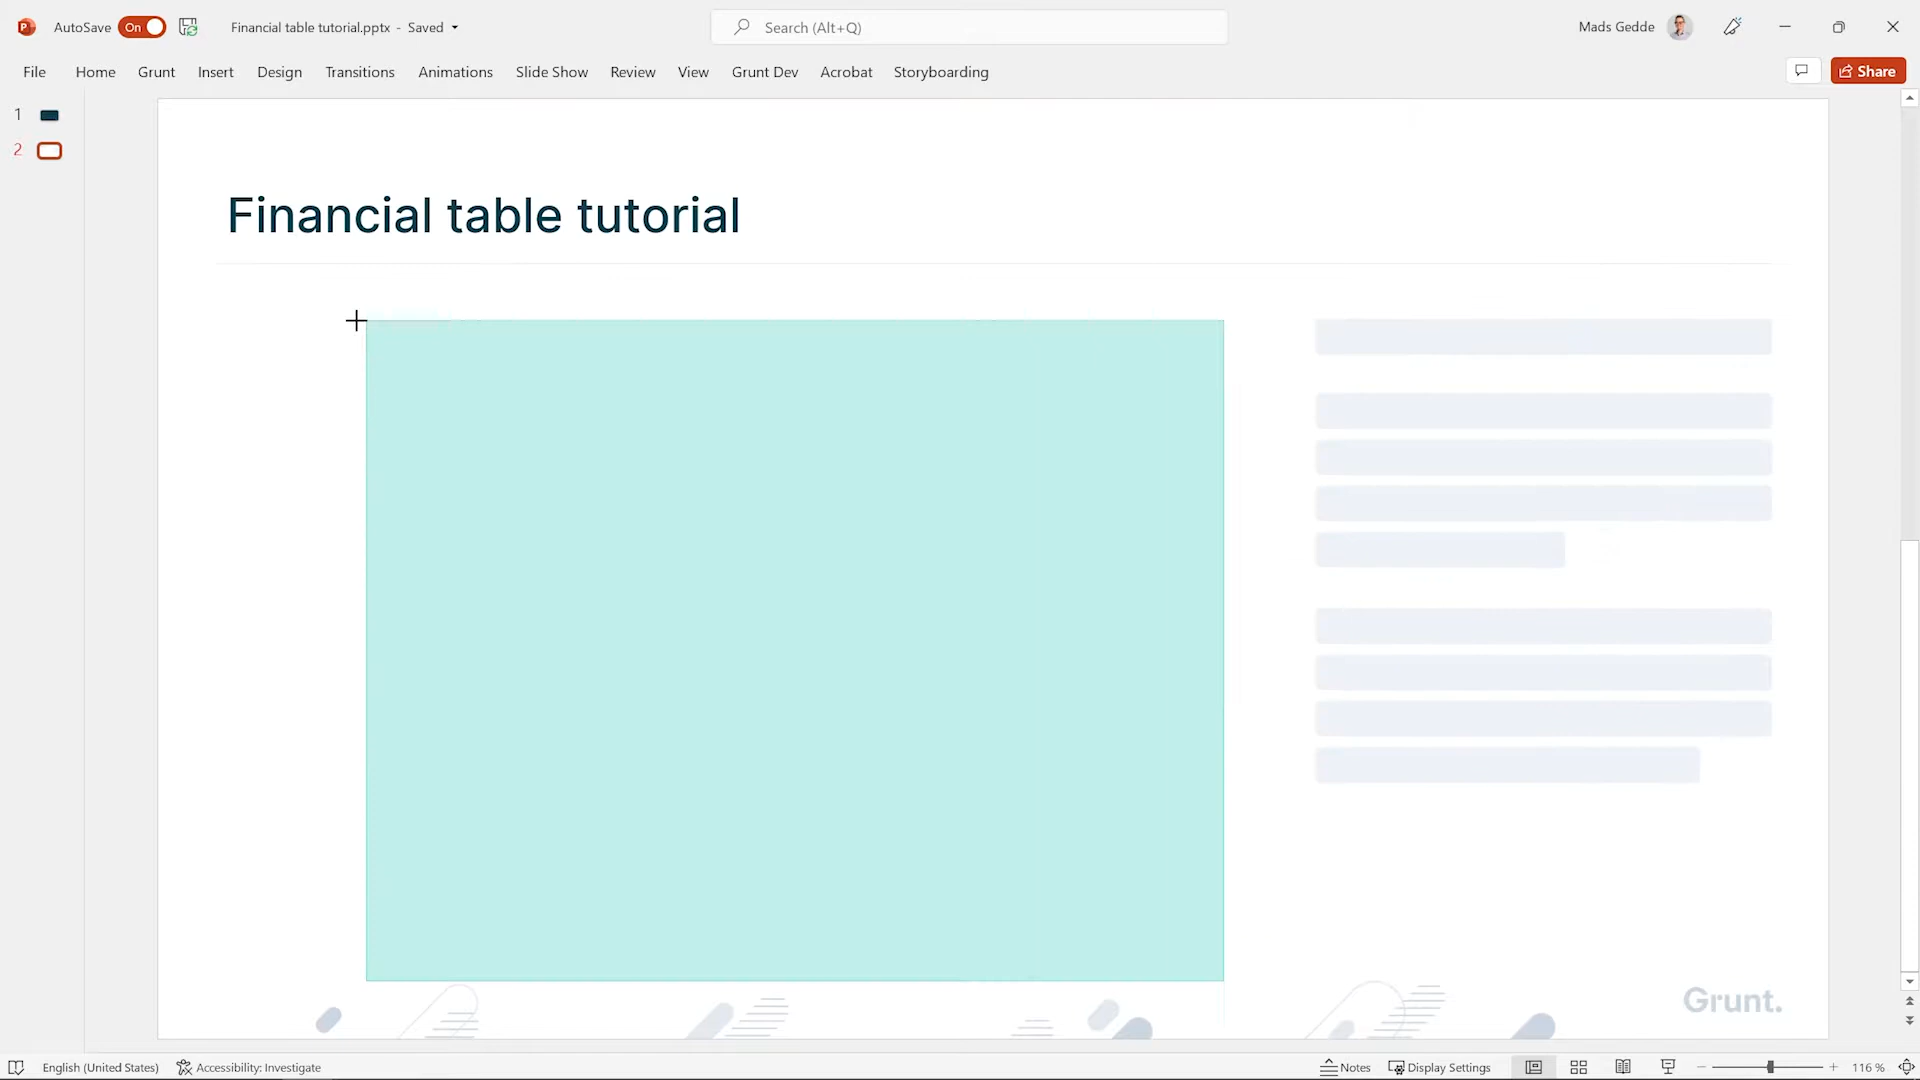 AutoSave On Financial table tutorial.pptx - Saved Search (Alt+Q) Mads Gedde
File Home Grunt Insert Design Transitions Animations Slide Show Review View Grunt Dev Acrobat Storyboarding Share
1
2
Financial table tutorial
Grunt.
English (United States) Accessibility: Investigate Notes Display Settings 116 %